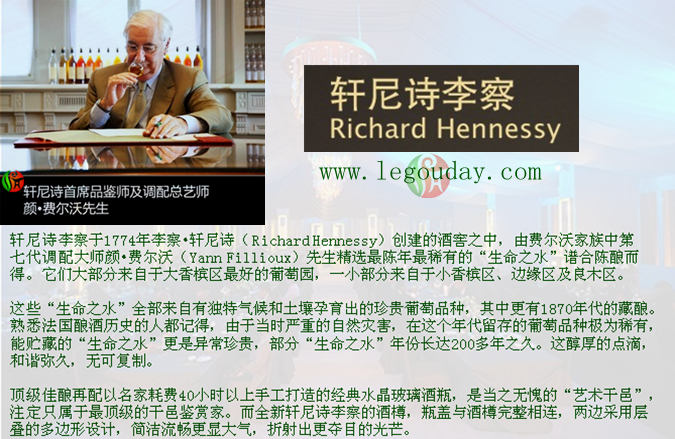 轩尼诗李察
Richard Hennessy
www.legouday.com
轩尼诗首席品鉴师及调配总艺师
颜•费尔沃先生
轩尼诗李察于1774年李察•轩尼诗（Richard Hennessy）创建的酒窖之中，由费尔沃家族中第
七代调配大师颜•费尔沃（Yann Fillioux）先生精选最陈年最稀有的“生命之水”谱合陈酿而
得。它们大部分来自于大香槟区最好的葡萄园，一小部分来自于小香槟区、边缘区及良木区。
这些“生命之水”全部来自有独特气候和土壤孕育出的珍贵葡萄品种，其中更有1870年代的藏酿。
熟悉法国酿酒历史的人都记得，由于当时严重的自然灾害，在这个年代留存的葡萄品种极为稀有，
能贮藏的“生命之水”更是异常珍贵，部分“生命之水”年份长达200多年之久。这醇厚的点滴，
和谐弥久，无可复制。
顶级佳酿再配以名家耗费40小时以上手工打造的经典水晶玻璃酒瓶，是当之无愧的“艺术干邑”，
注定只属于最顶级的干邑鉴赏家。而全新轩尼诗李察的酒樽，瓶盖与酒樽完整相连，两边采用层
叠的多边形设计，简洁流畅更显大气，折射出更夺目的光芒。